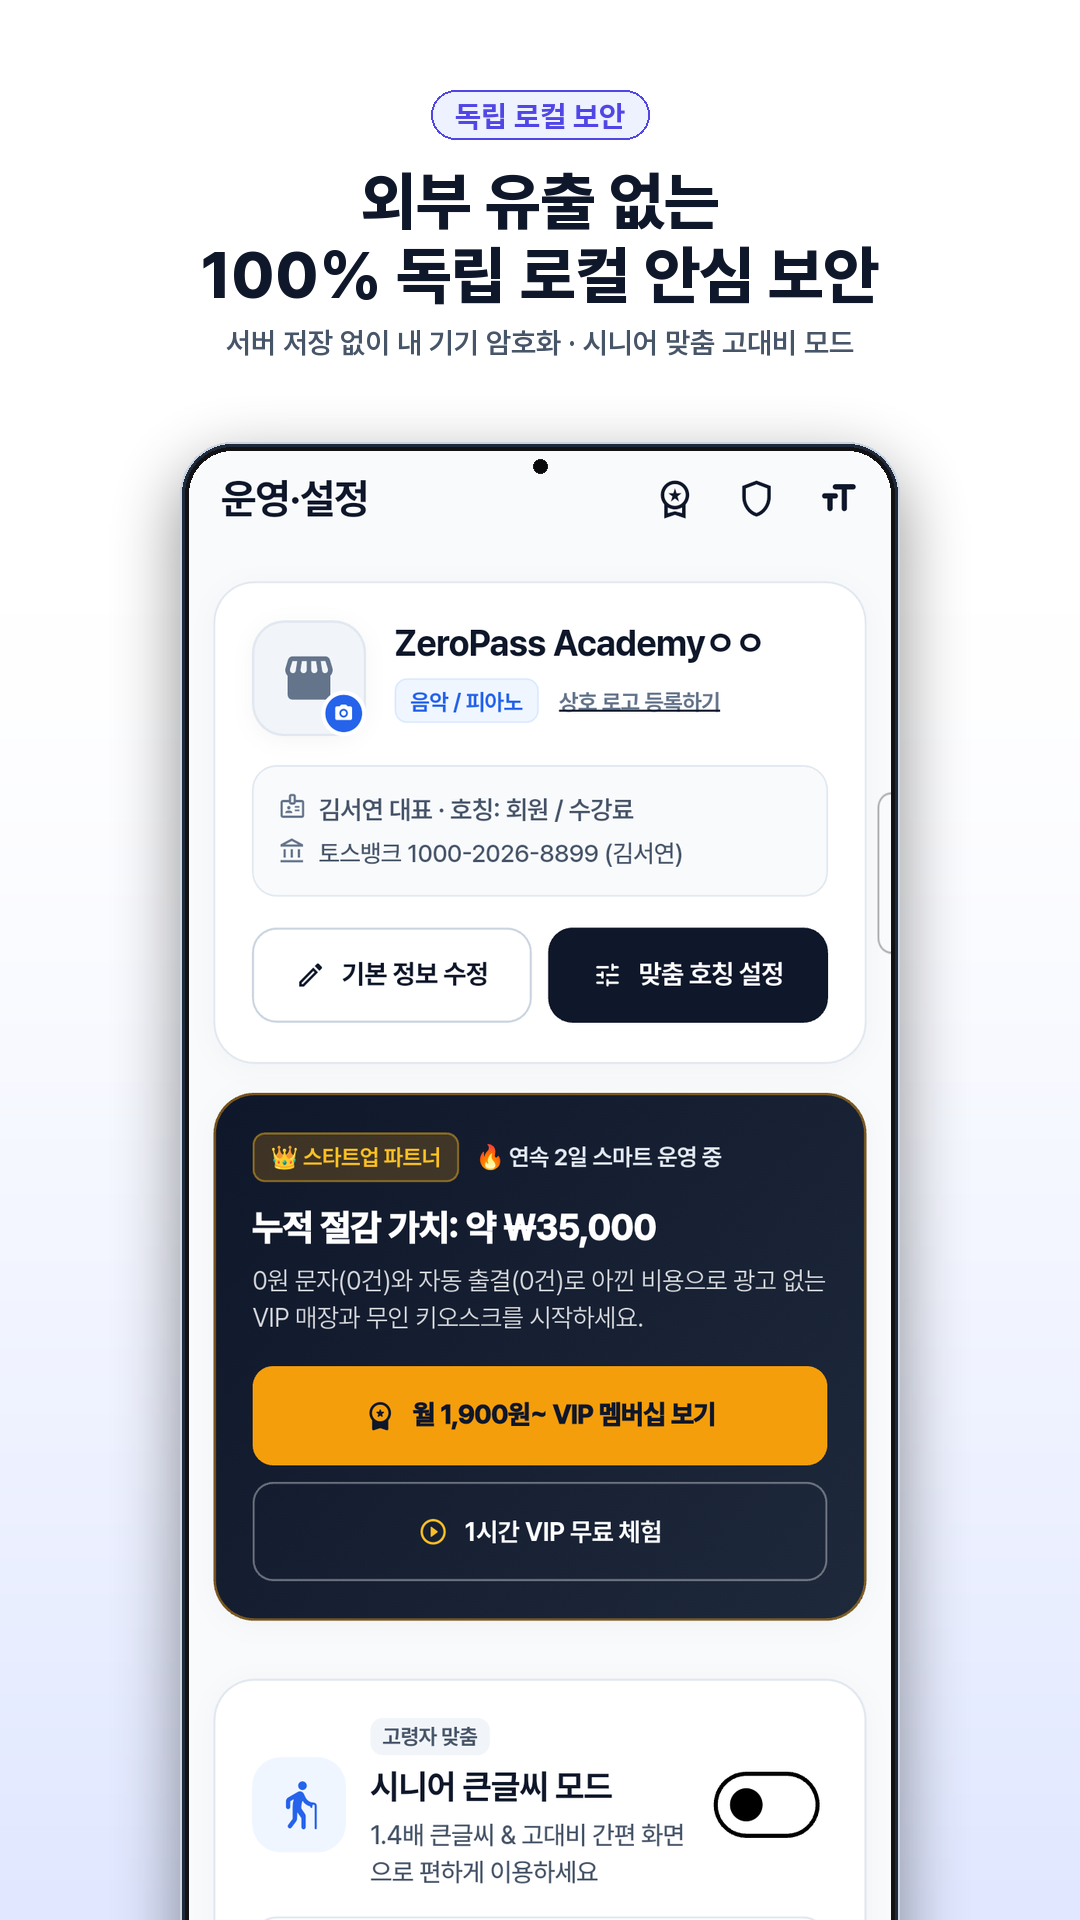 독립 로컬 보안
외부 유출 없는
100% 독립 로컬 안심 보안
서버 저장 없이 내 기기 암호화 · 시니어 맞춤 고대비 모드
운영·설정
ZeroPass Academyㅇㅇ
음악 / 피아노 상호 로고 등록하기
김서연 대표 · 호칭: 회원 / 수강료
토스뱅크 1000-2026-8899 (김서연)
기본 정보 수정 맞춤 호칭 설정
👑 스타트업 파트너 🔥 연속 2일 스마트 운영 중
누적 절감 가치: 약 ₩35,000
0원 문자(0건)와 자동 출결(0건)로 아낀 비용으로 광고 없는
VIP 매장과 무인 키오스크를 시작하세요.
월 1,900원~ VIP 멤버십 보기
1시간 VIP 무료 체험
고령자 맞춤
시니어 큰글씨 모드
1.4배 큰글씨 & 고대비 간편 화면
으로 편하게 이용하세요